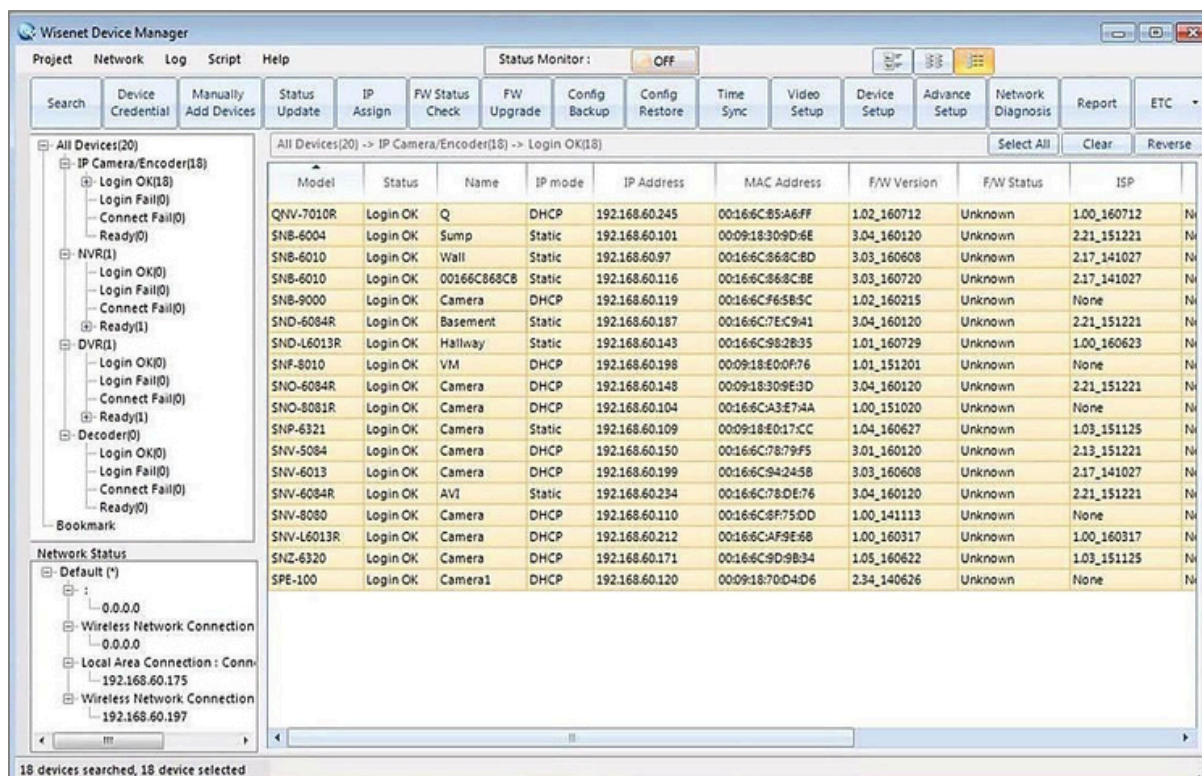 Wisenet Device Manager
Project Network Log Script Help Status Monitor : OFF
Search Device Credential Manually Add Devices Status Update IP Assign FW Status Check FW Upgrade Config Backup Config Restore Time Sync Video Setup Device Setup Advance Setup Network Diagnosis Report ETC
All Devices(20)
IP Camera/Encoder(18)
Login OK(18)
Login Fail(0)
Connect Fail(0)
Ready(0)
NVR(1)
Login OK(0)
Login Fail(0)
Connect Fail(0)
Ready(1)
DVR(1)
Login OK(0)
Login Fail(0)
Connect Fail(0)
Ready(1)
Decoder(0)
Login OK(0)
Login Fail(0)
Connect Fail(0)
Ready(0)
Bookmark
Network Status
Default (*)
:
0.0.0.0
Wireless Network Connection
0.0.0.0
Local Area Connection : Conn
192.168.60.175
Wireless Network Connection
192.168.60.197
All Devices(20) -> IP Camera/Encoder(18) -> Login OK(18) Select All Clear Reverse
Model Status Name IP mode IP Address MAC Address F/W Version F/W Status ISP
QNV-7010R Login OK Q DHCP 192.168.60.245 00:16:6C:B5:A6:FF 1.02_160712 Unknown 1.00_160712
SNB-6004 Login OK Sump Static 192.168.60.101 00:09:18:30:9D:6E 3.04_160120 Unknown 2.21_151221
SNB-6010 Login OK Wall Static 192.168.60.97 00:16:6C:86:8C:BD 3.03_160608 Unknown 2.17_141027
SNB-6010 Login OK 00166C868CB Static 192.168.60.116 00:16:6C:86:8C:BE 3.03_160720 Unknown 2.17_141027
SNB-9000 Login OK Camera DHCP 192.168.60.119 00:16:6C:F6:5B:5C 1.02_160215 Unknown None
SND-6084R Login OK Basement Static 192.168.60.187 00:16:6C:7E:C9:41 3.04_160120 Unknown 2.21_151221
SND-L6013R Login OK Hallway Static 192.168.60.143 00:16:6C:98:2B:35 1.01_160729 Unknown 1.00_160623
SNF-8010 Login OK VM DHCP 192.168.60.198 00:09:18:E0:0F:76 1.01_151201 Unknown None
SNO-6084R Login OK Camera DHCP 192.168.60.148 00:09:18:30:9E:3D 3.04_160120 Unknown 2.21_151221
SNO-8081R Login OK Camera DHCP 192.168.60.104 00:16:6C:A3:E7:4A 1.00_151020 Unknown None
SNP-6321 Login OK Camera Static 192.168.60.109 00:09:18:E0:17:CC 1.04_160627 Unknown 1.03_151125
SNV-5084 Login OK Camera DHCP 192.168.60.150 00:16:6C:78:79:F5 3.01_160120 Unknown 2.13_151221
SNV-6013 Login OK Camera DHCP 192.168.60.199 00:16:6C:94:24:5B 3.03_160608 Unknown 2.17_141027
SNV-6084R Login OK AVI Static 192.168.60.234 00:16:6C:78:DE:76 3.04_160120 Unknown 2.21_151221
SNV-8080 Login OK Camera DHCP 192.168.60.110 00:16:6C:8F:75:DD 1.00_141113 Unknown None
SNV-L6013R Login OK Camera DHCP 192.168.60.212 00:16:6C:AF:9E:6B 1.00_160317 Unknown 1.00_160317
SNZ-6320 Login OK Camera DHCP 192.168.60.171 00:16:6C:9D:9B:34 1.05_160622 Unknown 1.03_151125
SPE-100 Login OK Camera1 DHCP 192.168.60.120 00:09:18:70:D4:D6 2.34_140626 Unknown None
18 devices searched, 18 device selected